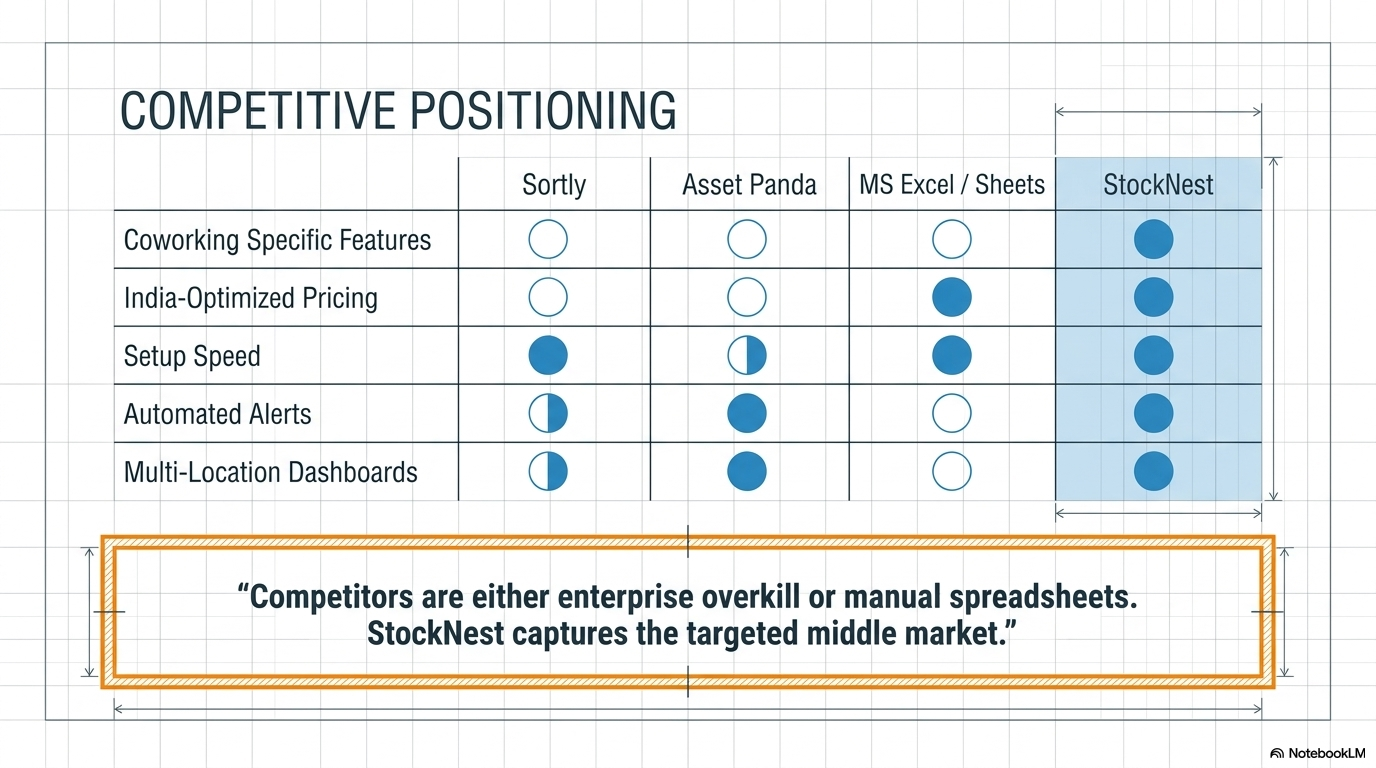 COMPETITIVE POSITIONING
Sortly Asset Panda MS Excel / Sheets StockNest
Coworking Specific Features
India-Optimized Pricing
Setup Speed
Automated Alerts
Multi-Location Dashboards
“Competitors are either enterprise overkill or manual spreadsheets.
StockNest captures the targeted middle market.”
NotebookLM